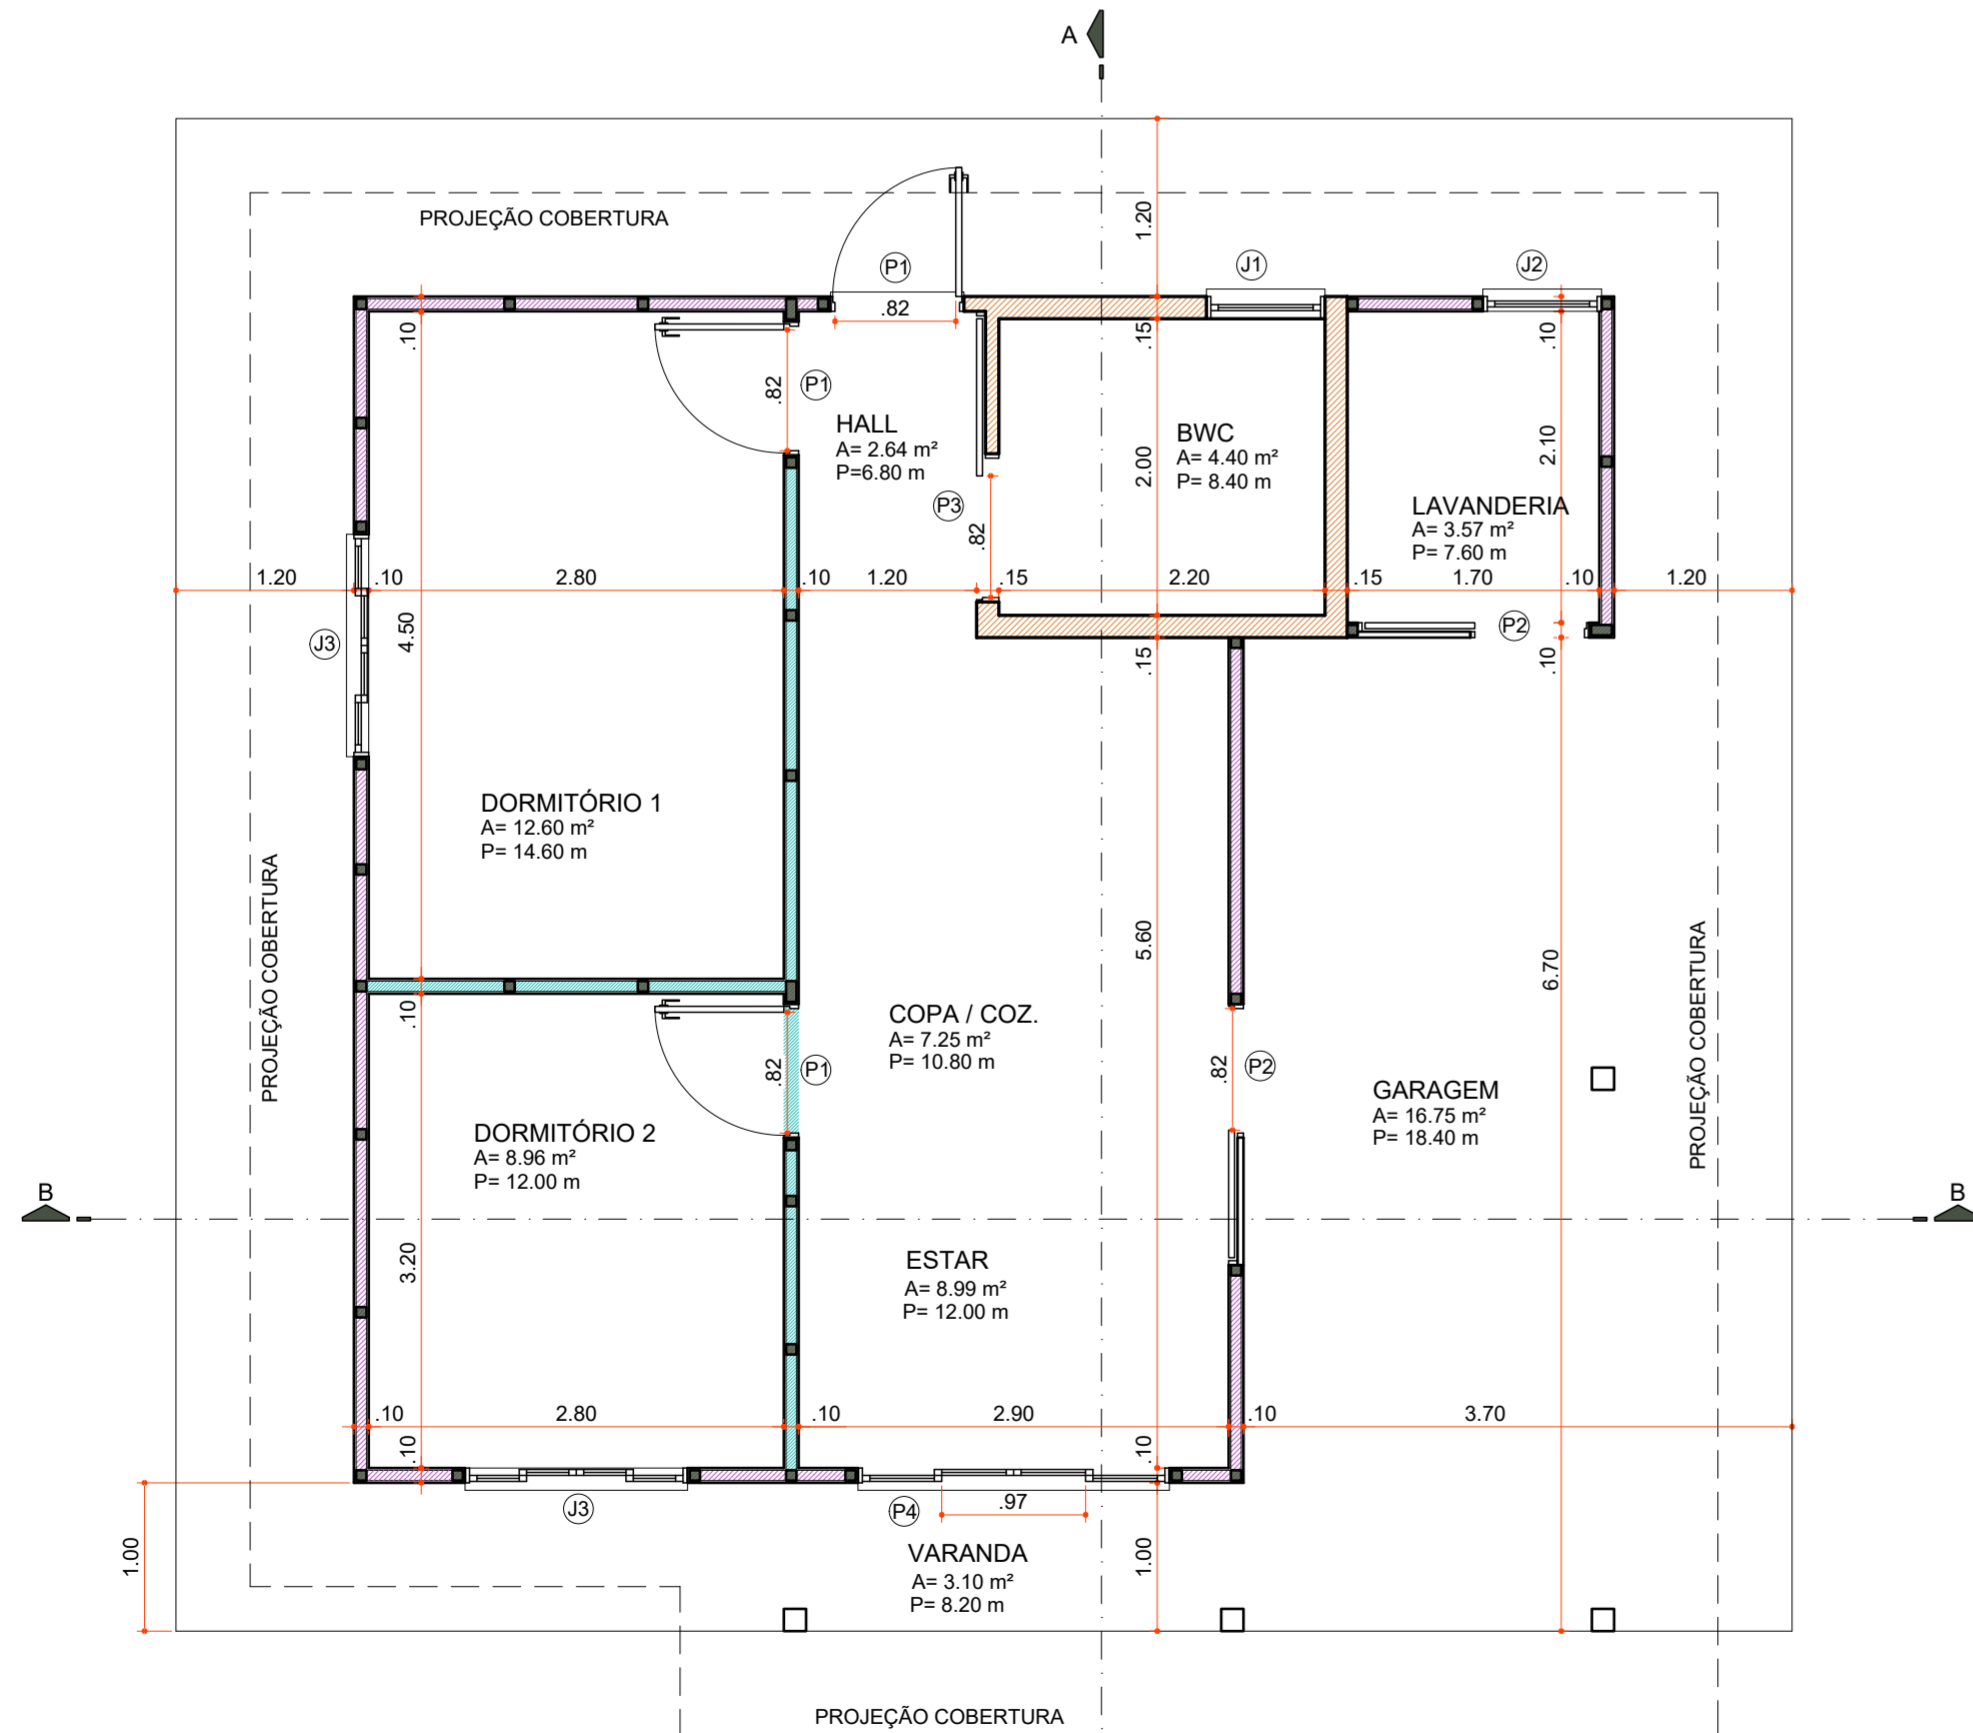 A
PROJEÇÃO COBERTURA
1.20
P1
J1
J2
.82
.10
.15
.10
.82
P1
HALL
A= 2.64 m²
P=6.80 m
BWC
A= 4.40 m²
P= 8.40 m
2.00
2.10
P3
.82
LAVANDERIA
A= 3.57 m²
P= 7.60 m
1.20
.10
2.80
.10
1.20
.15
2.20
.15
1.70
.10
1.20
4.50
J3
P2
.15
.10
DORMITÓRIO 1
A= 12.60 m²
P= 14.60 m
PROJEÇÃO COBERTURA
5.60
6.70
PROJEÇÃO COBERTURA
.10
COPA / COZ.
A= 7.25 m²
P= 10.80 m
.82
P1
.82
P2
GARAGEM
A= 16.75 m²
P= 18.40 m
DORMITÓRIO 2
A= 8.96 m²
P= 12.00 m
B
B
3.20
ESTAR
A= 8.99 m²
P= 12.00 m
.10
2.80
.10
2.90
.10
3.70
.10
.10
J3
P4
.97
1.00
VARANDA
A= 3.10 m²
P= 8.20 m
1.00
PROJEÇÃO COBERTURA